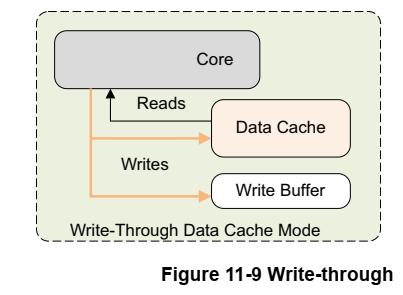 Core
Reads
Data Cache
Writes
Write Buffer
Write-Through Data Cache Mode
Figure 11-9 Write-through